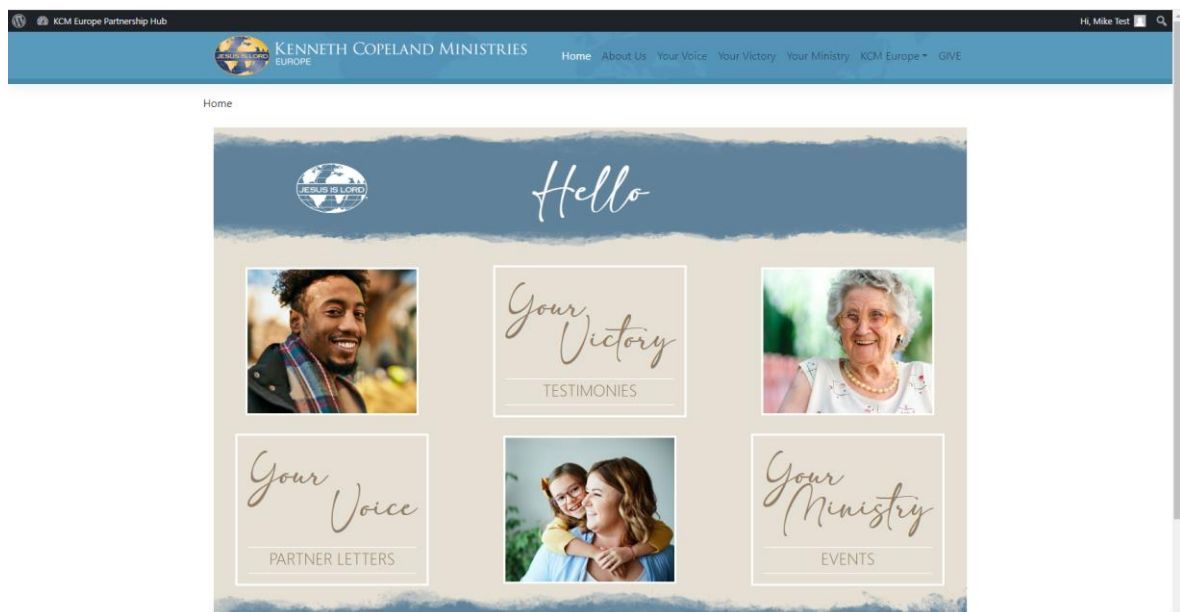 KCM Europe Partnership Hub
Hi, Mike Test
JESUS IS LORD
KENNETH COPELAND MINISTRIES
EUROPE
Home About Us Your Voice Your Victory Your Ministry KCM Europe GIVE
Home
JESUS IS LORD
Hello
Your
Victory
TESTIMONIES
Your
Voice
PARTNER LETTERS
Your
Ministry
EVENTS